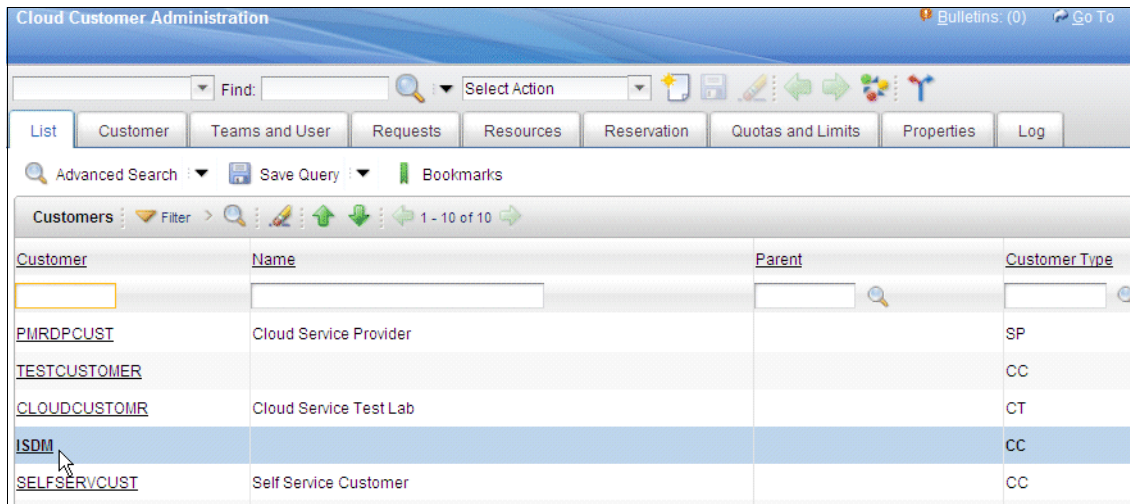 Cloud Customer Administration Bulletins: (0) Go To
Find: Select Action
List Customer Teams and User Requests Resources Reservation Quotas and Limits Properties Log
Advanced Search Save Query Bookmarks
Customers Filter 1 - 10 of 10
Customer Name Parent Customer Type
PMRDPCUST Cloud Service Provider SP
TESTCUSTOMER CC
CLOUDCUSTOMR Cloud Service Test Lab CT
ISDM CC
SELFSERVCUST Self Service Customer CC